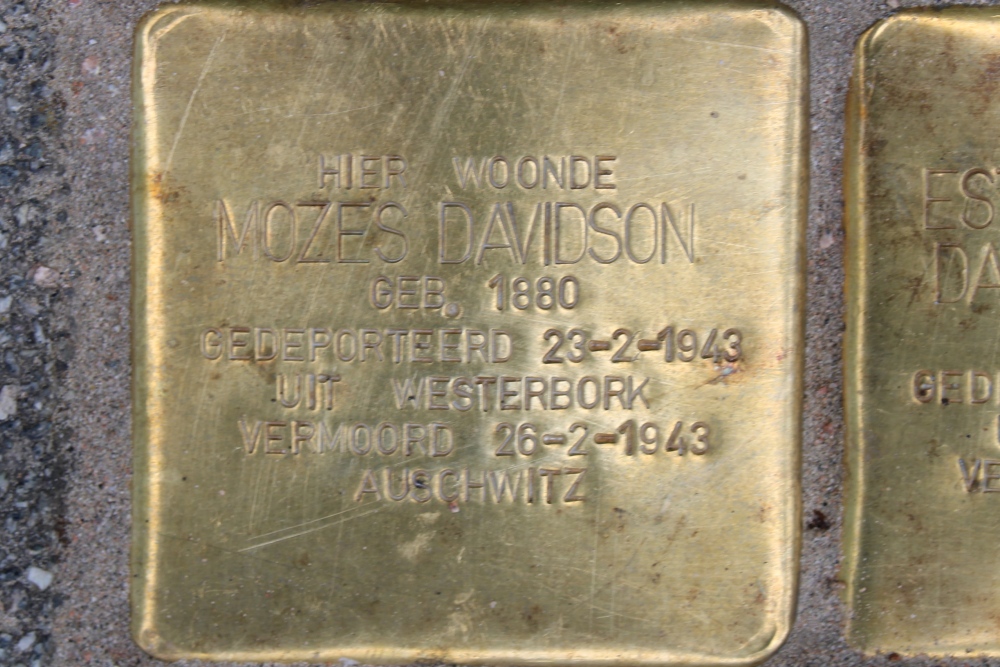 HIER WOONDE
MOZES DAVIDSON
GEB. 1880
GEDEPORTEERD 23-2-1943
UIT WESTERBORK
VERMOORD 26-2-1943
AUSCHWITZ